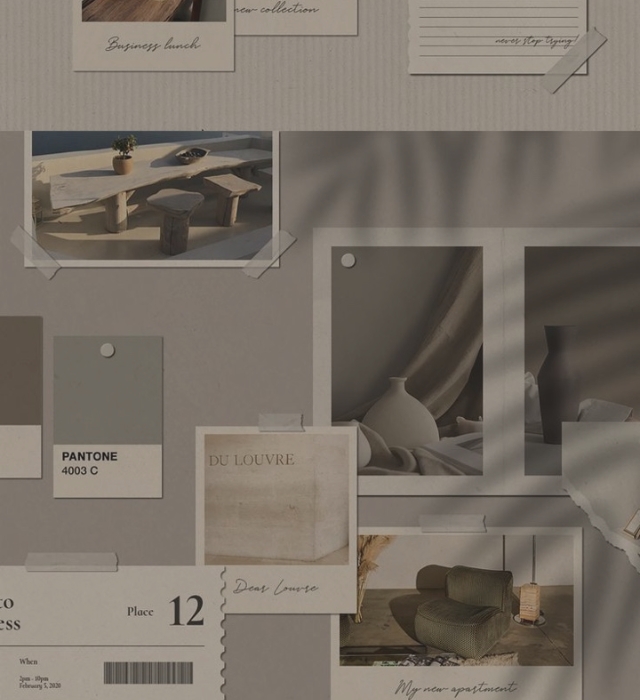 new collection
Business lunch
never stop trying!
PANTONE
4003 C
DU LOUVRE
Dear Louvre
to
ess
Place 12
When
2pm - 10pm
February 5, 2020
My new apartment